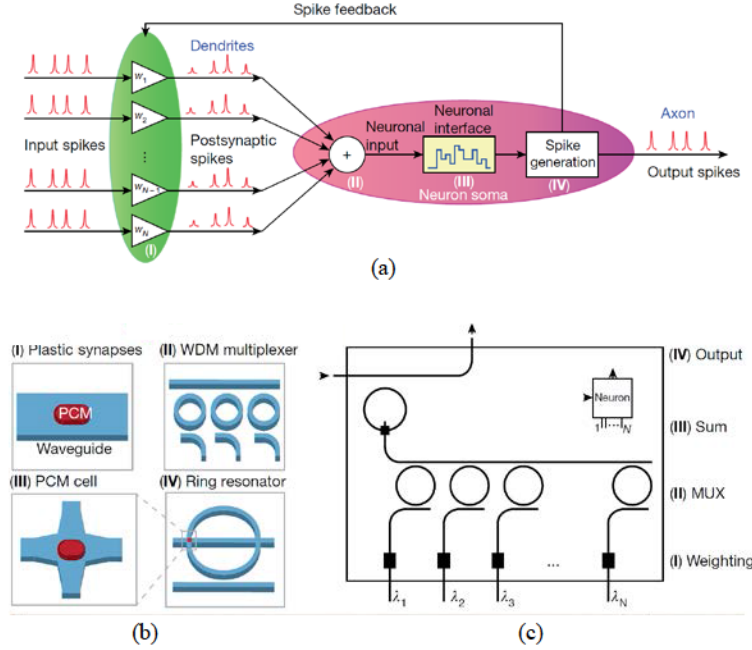 Spike feedback
Dendrites
Neuronal
interface
Axon
Neuronal
input
w1
w2
Input spikes
⋮
Postsynaptic
spikes
+
Spike
generation
Output spikes
(II)
(III)
(IV)
Neuron soma
wN−1
wN
(I)
(a)
(I) Plastic synapses
(II) WDM multiplexer
PCM
Waveguide
(III) PCM cell
(IV) Ring resonator
(b)
(IV) Output
Neuron
1 ... N
(III) Sum
(II) MUX
...
(I) Weighting
λ1 λ2 λ3 λN
(c)